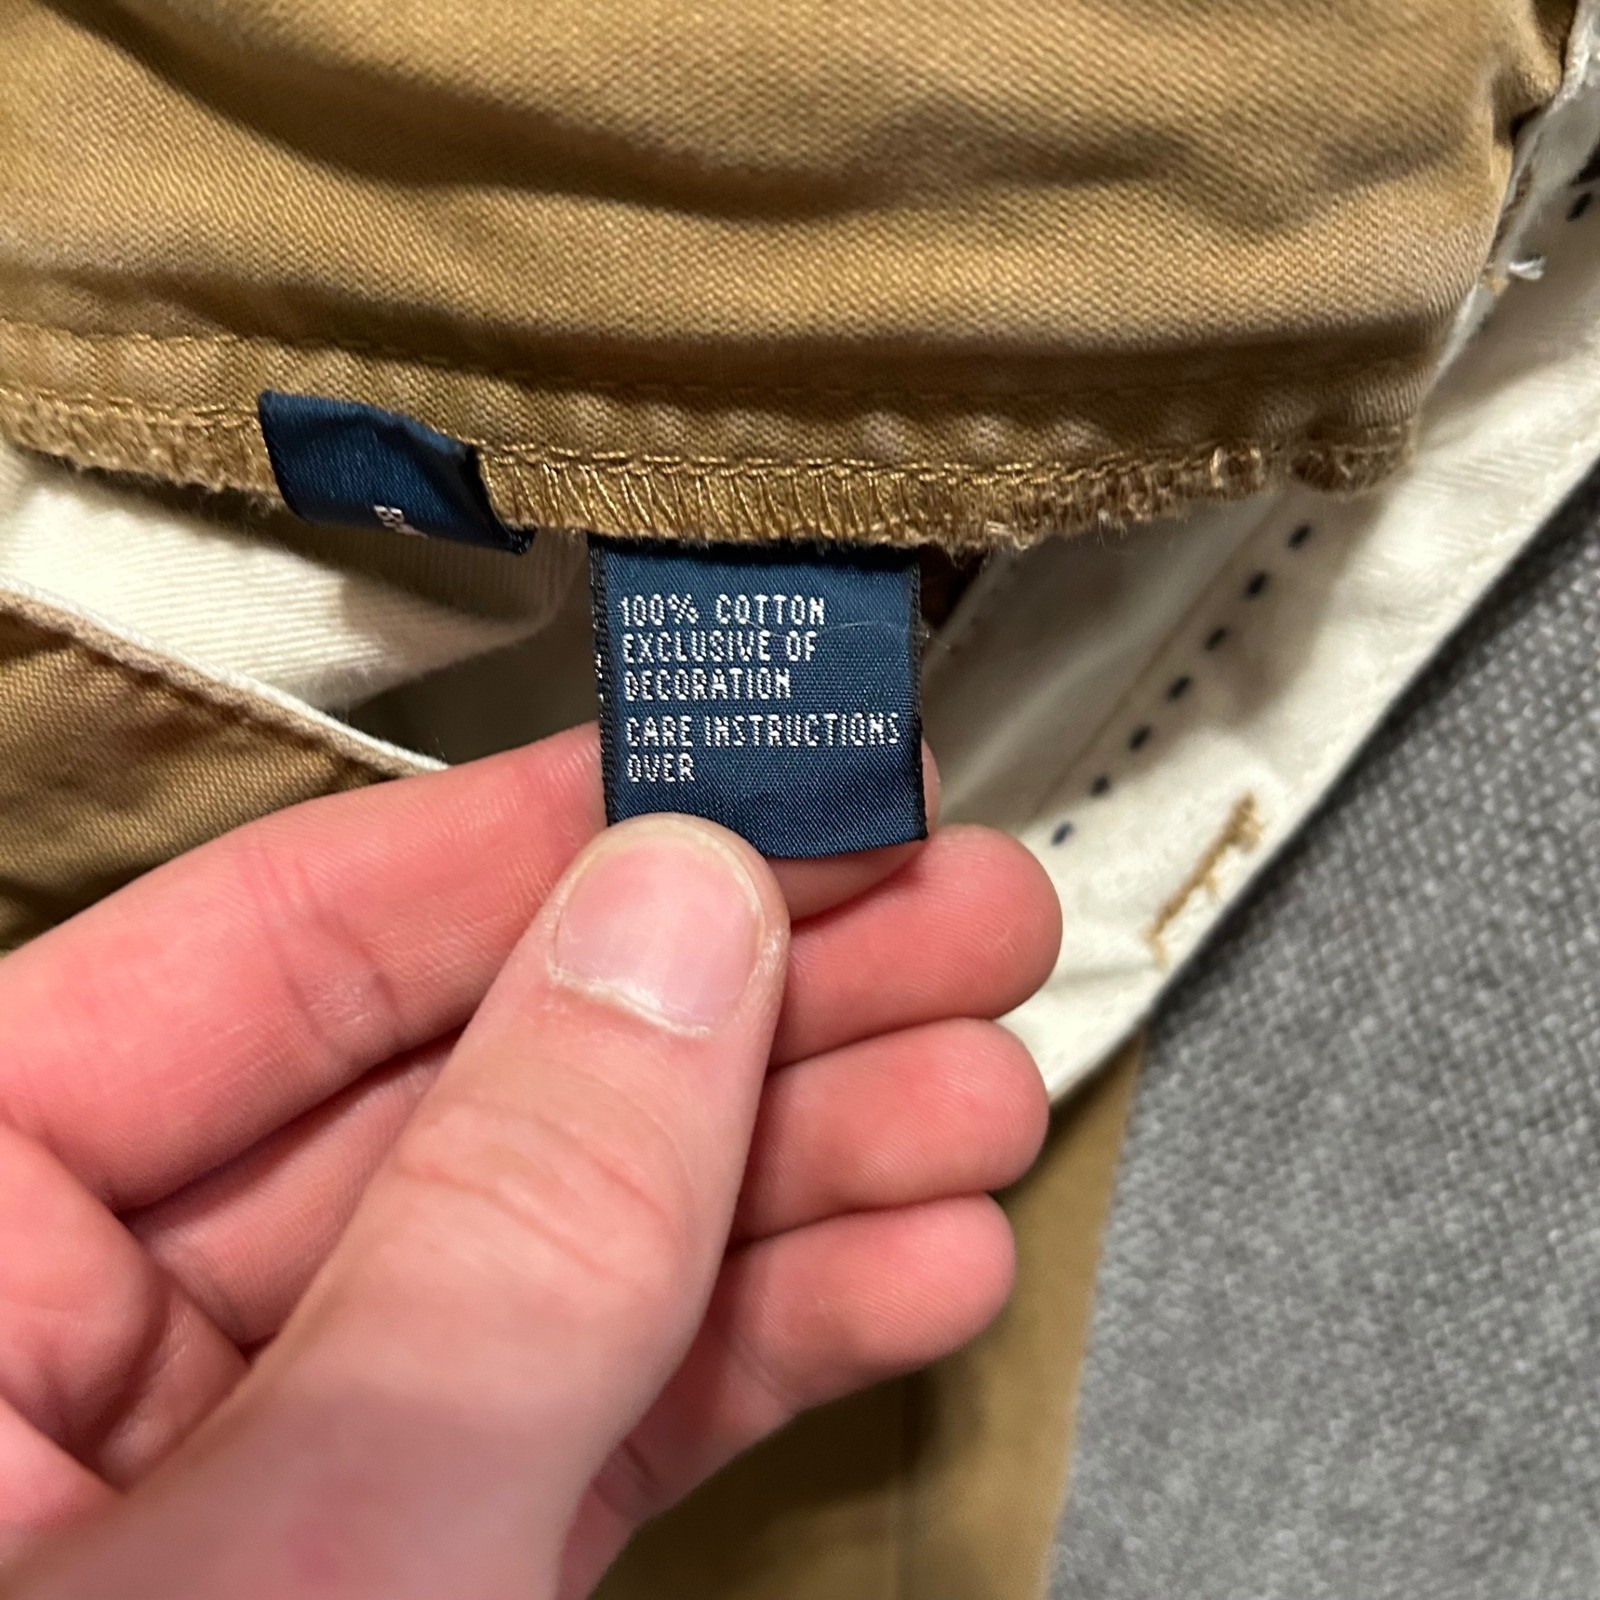 100% COTTON
EXCLUSIVE OF
DECORATION
CARE INSTRUCTIONS
OVER